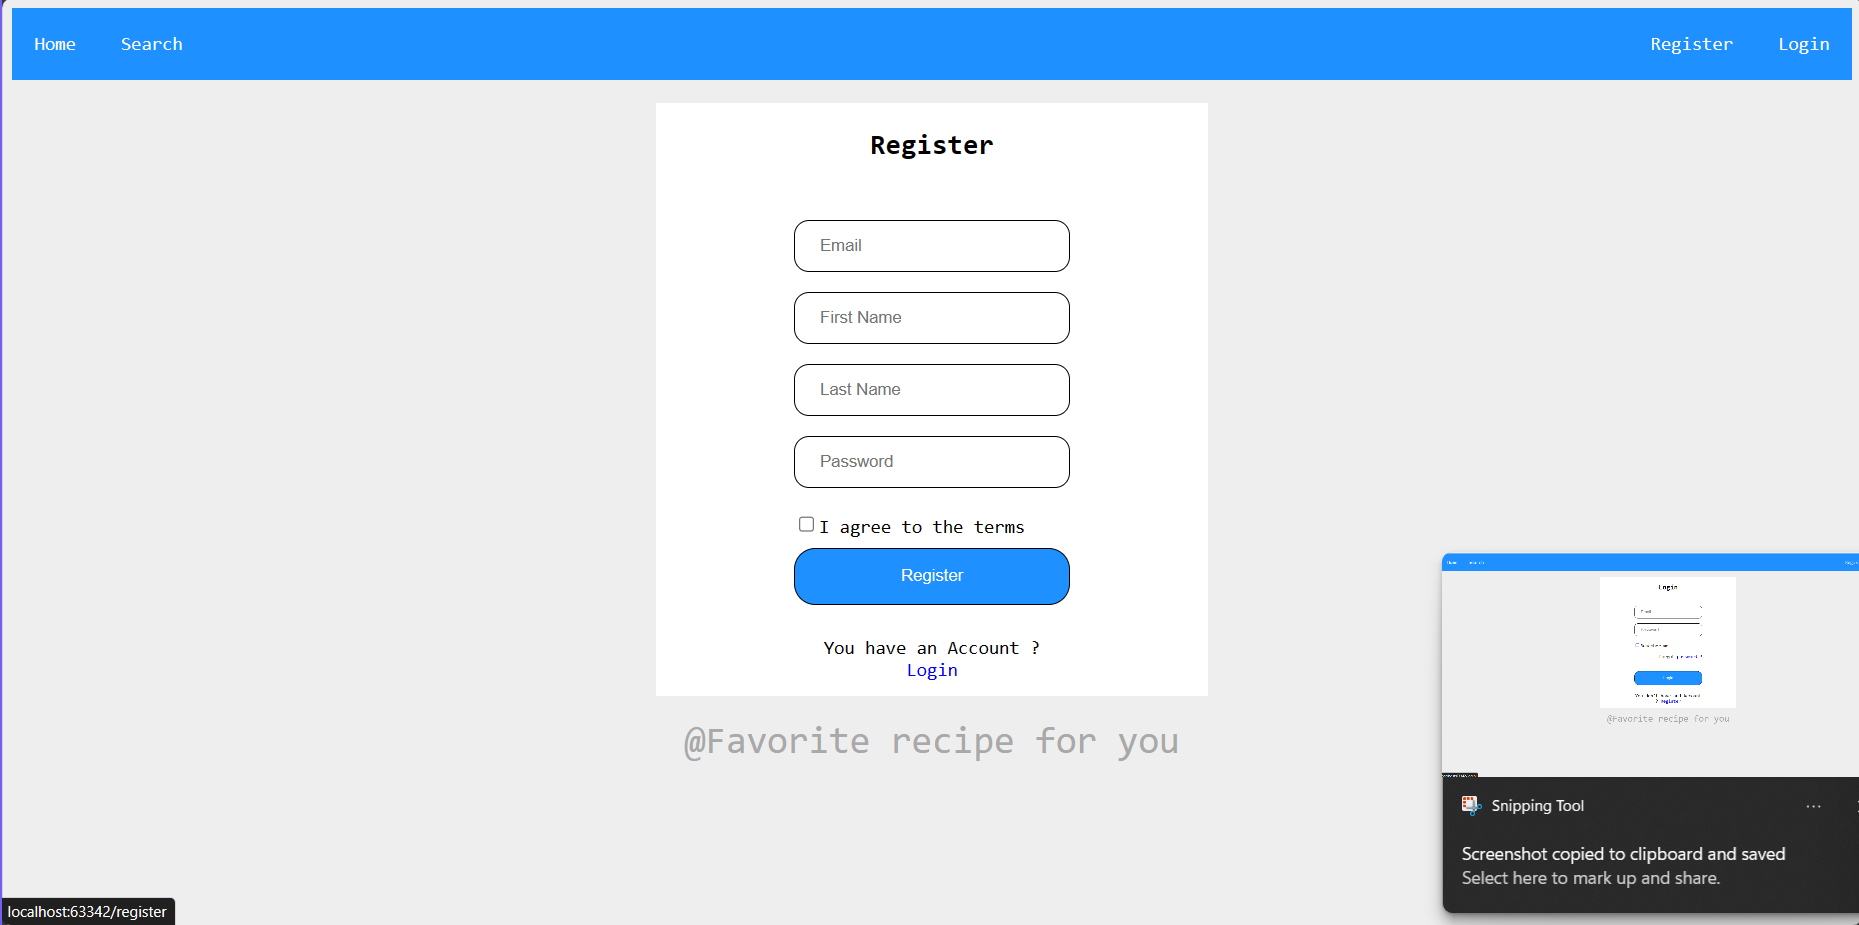 Home Search Register Login
Register
Email
First Name
Last Name
Password
I agree to the terms
Register
You have an Account ?
Login
@Favorite recipe for you
Login
@Favorite recipe for you
Snipping Tool
Screenshot copied to clipboard and saved
Select here to mark up and share.
localhost:63342/register